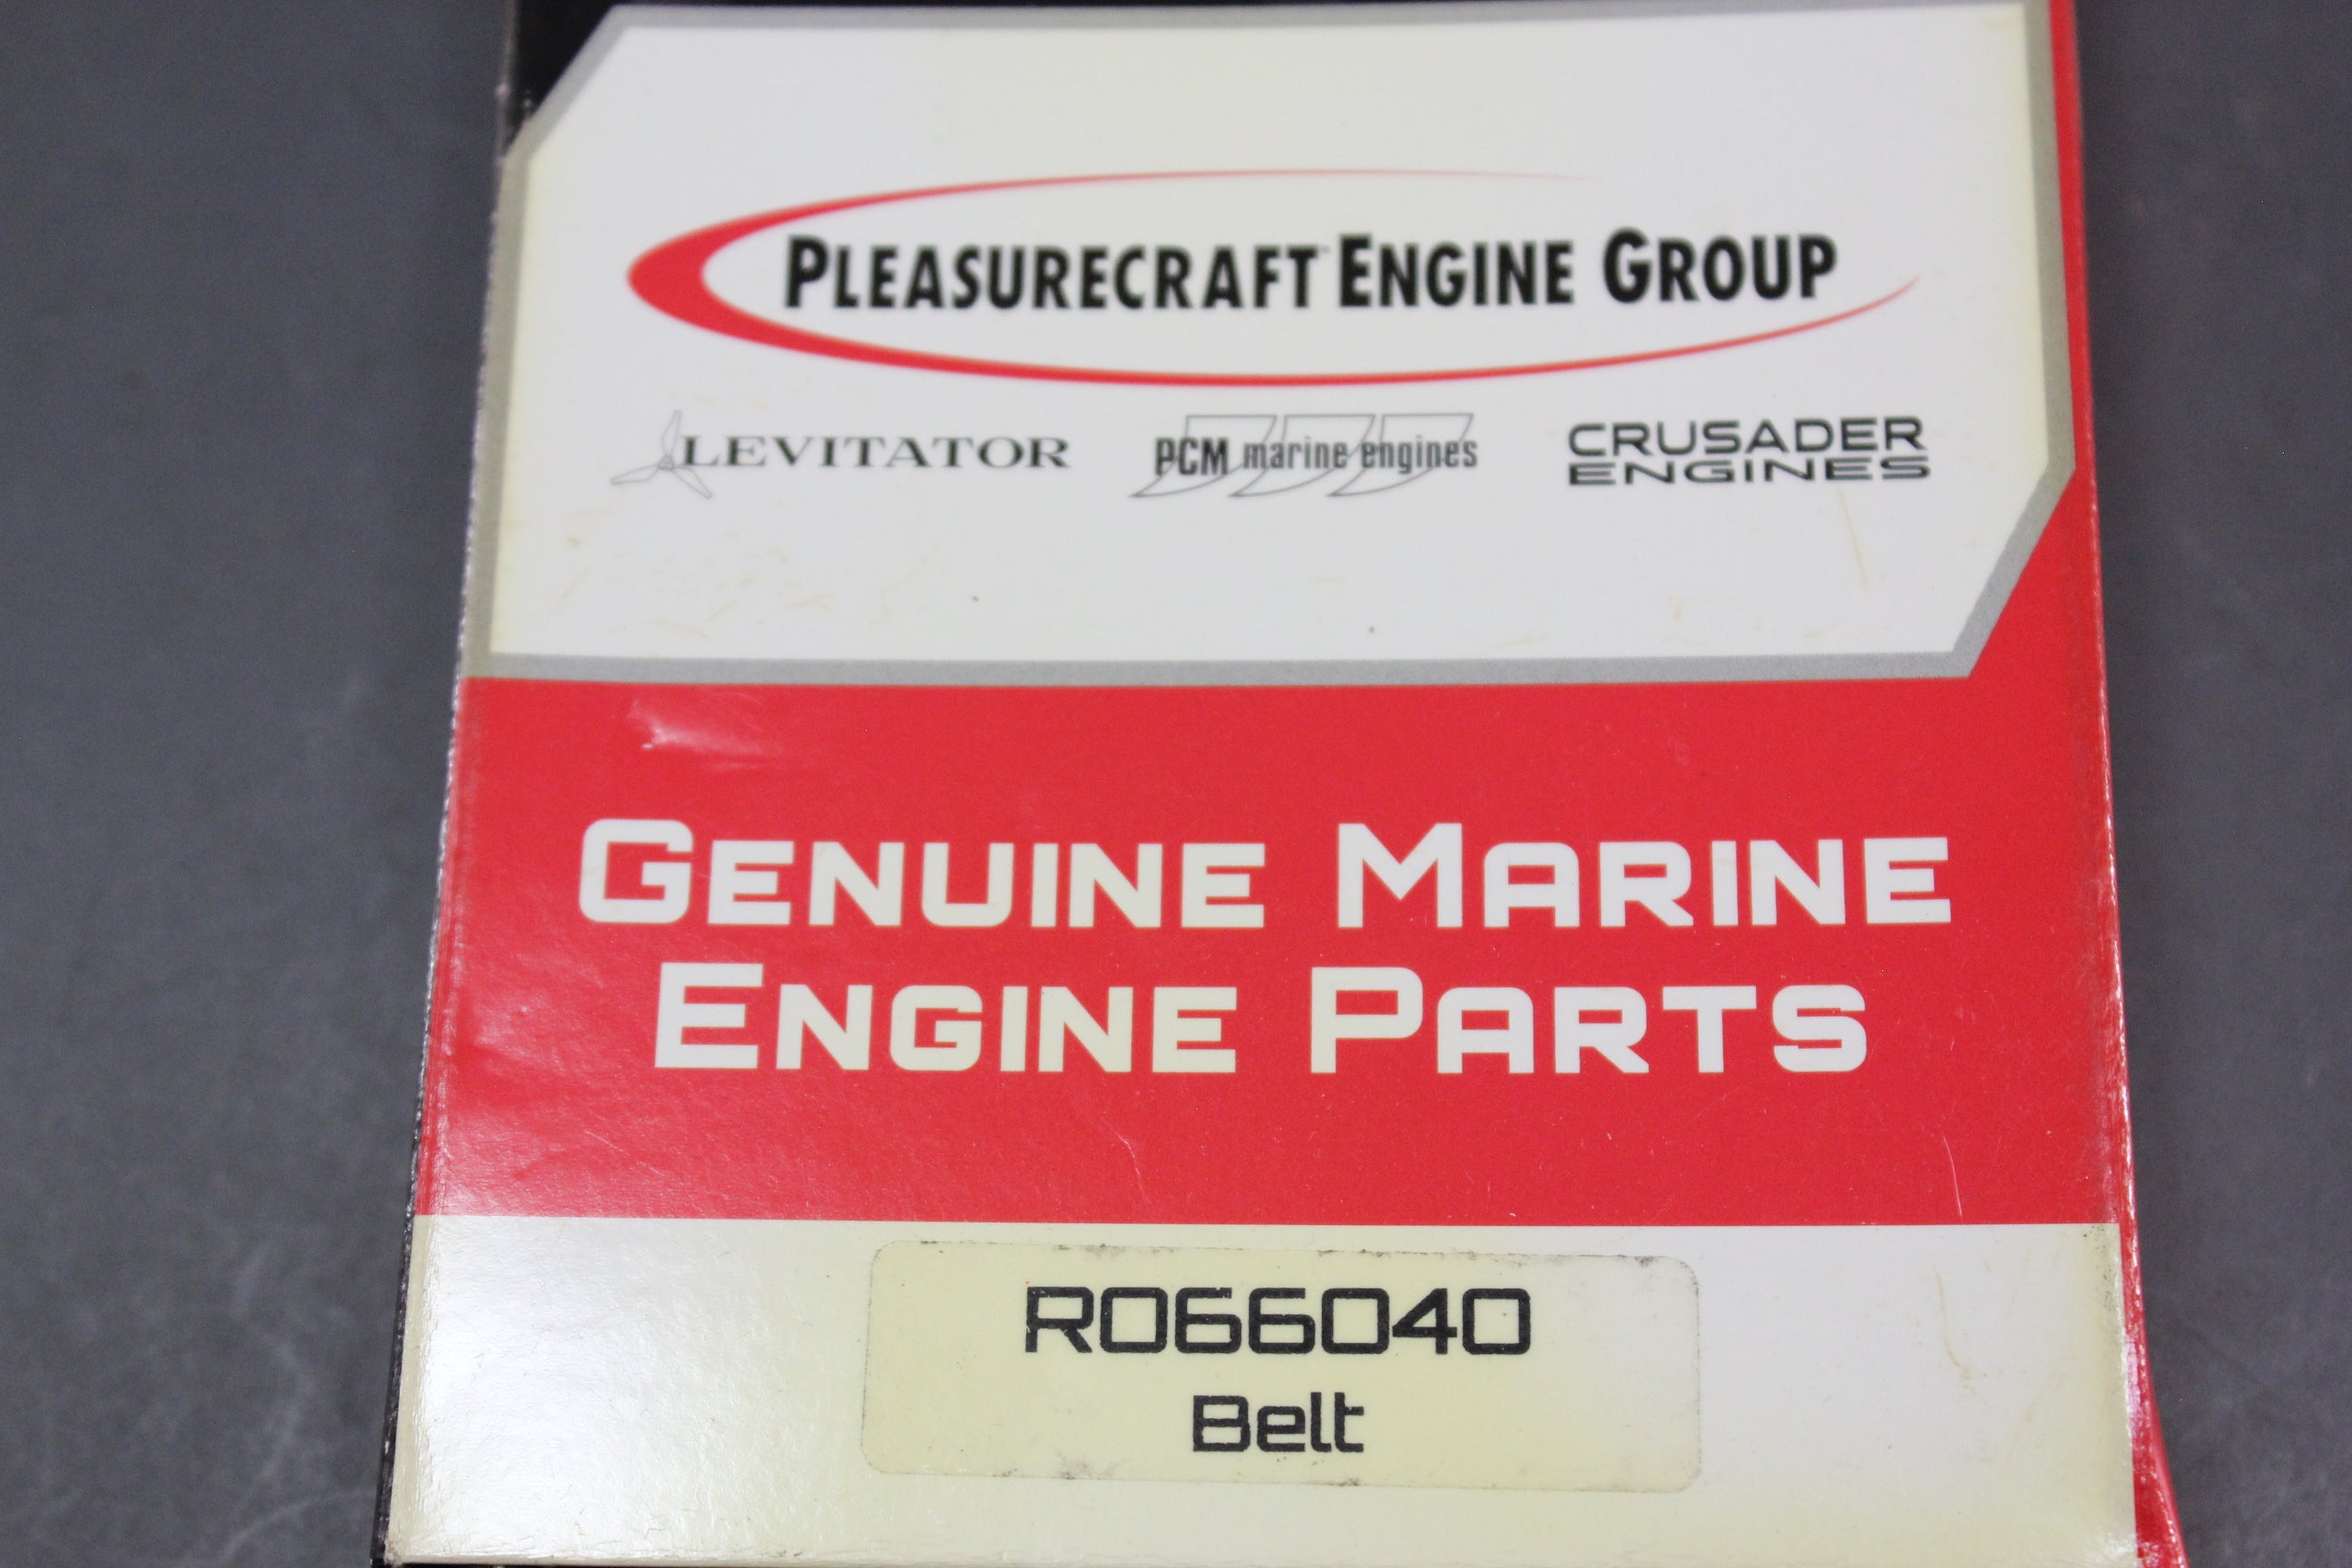 PLEASURECRAFT ENGINE GROUP
LEVITATOR
PCM marine engines
CRUSADER
ENGINES
GENUINE MARINE
ENGINE PARTS
R066040
Belt